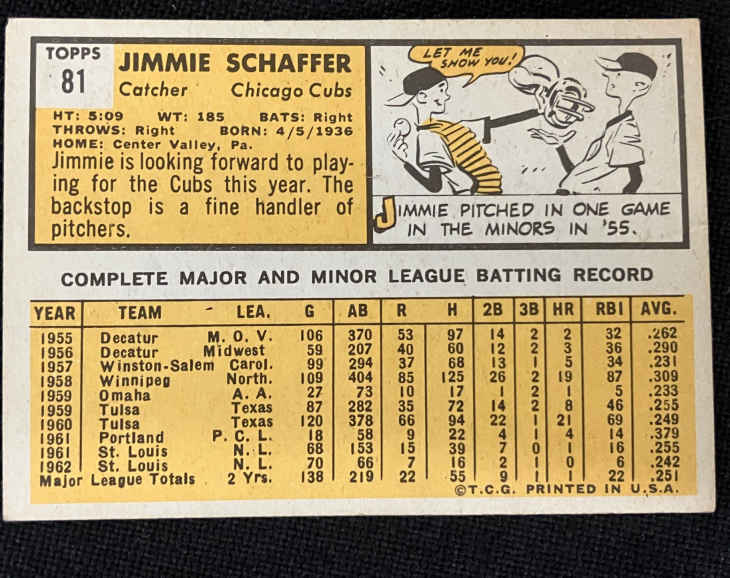 TOPPS
81
JIMMIE SCHAFFER
Catcher Chicago Cubs
HT: 5:09 WT: 185 BATS: Right
THROWS: Right BORN: 4/5/1936
HOME: Center Valley, Pa.
Jimmie is looking forward to play-
ing for the Cubs this year. The
backstop is a fine handler of
pitchers.
LET ME
SHOW YOU!
JIMMIE PITCHED IN ONE GAME
IN THE MINORS IN '55.
COMPLETE MAJOR AND MINOR LEAGUE BATTING RECORD
YEAR TEAM LEA. G AB R H 2B 3B HR RBI AVG.
1955 Decatur M. O. V. 106 370 53 97 14 2 2 32 .262
1956 Decatur Midwest 59 207 40 60 12 2 3 36 .290
1957 Winston-Salem Carol. 99 294 37 68 13 1 5 34 .231
1958 Winnipeg North. 109 404 85 125 26 2 19 87 .309
1959 Omaha A. A. 27 73 10 17 1 2 1 5 .233
1959 Tulsa Texas 87 282 35 72 14 2 8 46 .255
1960 Tulsa Texas 120 378 66 94 22 1 21 69 .249
1961 Portland P. C. L. 18 58 9 22 4 1 4 14 .379
1961 St. Louis N. L. 68 153 15 39 7 0 1 16 .255
1962 St. Louis N. L. 70 66 7 16 2 1 0 6 .242
Major League Totals 2 Yrs. 138 219 22 55 9 1 1 22 .251
©T.C.G. PRINTED IN U.S.A.